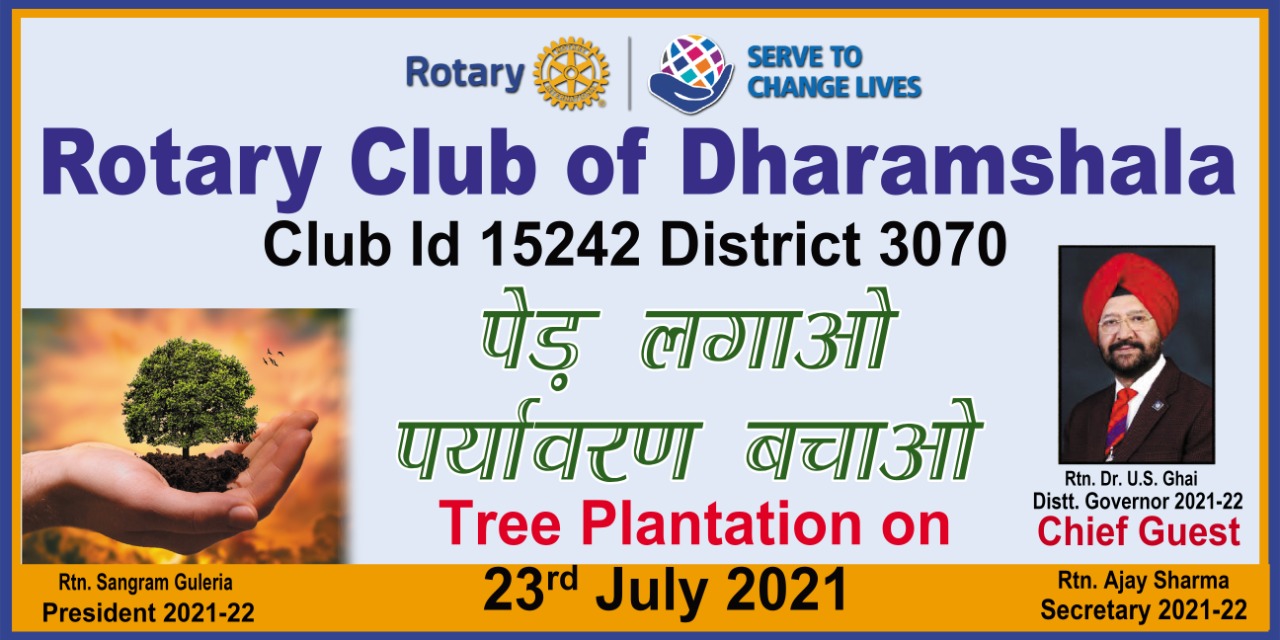 Rotary
SERVE TO
CHANGE LIVES
Rotary Club of Dharamshala
Club Id 15242 District 3070
पेड़ लगाओ
पर्यावरण बचाओ
Tree Plantation on
23rd July 2021
Rtn. Dr. U.S. Ghai
Distt. Governor 2021-22
Chief Guest
Rtn. Sangram Guleria
President 2021-22
Rtn. Ajay Sharma
Secretary 2021-22